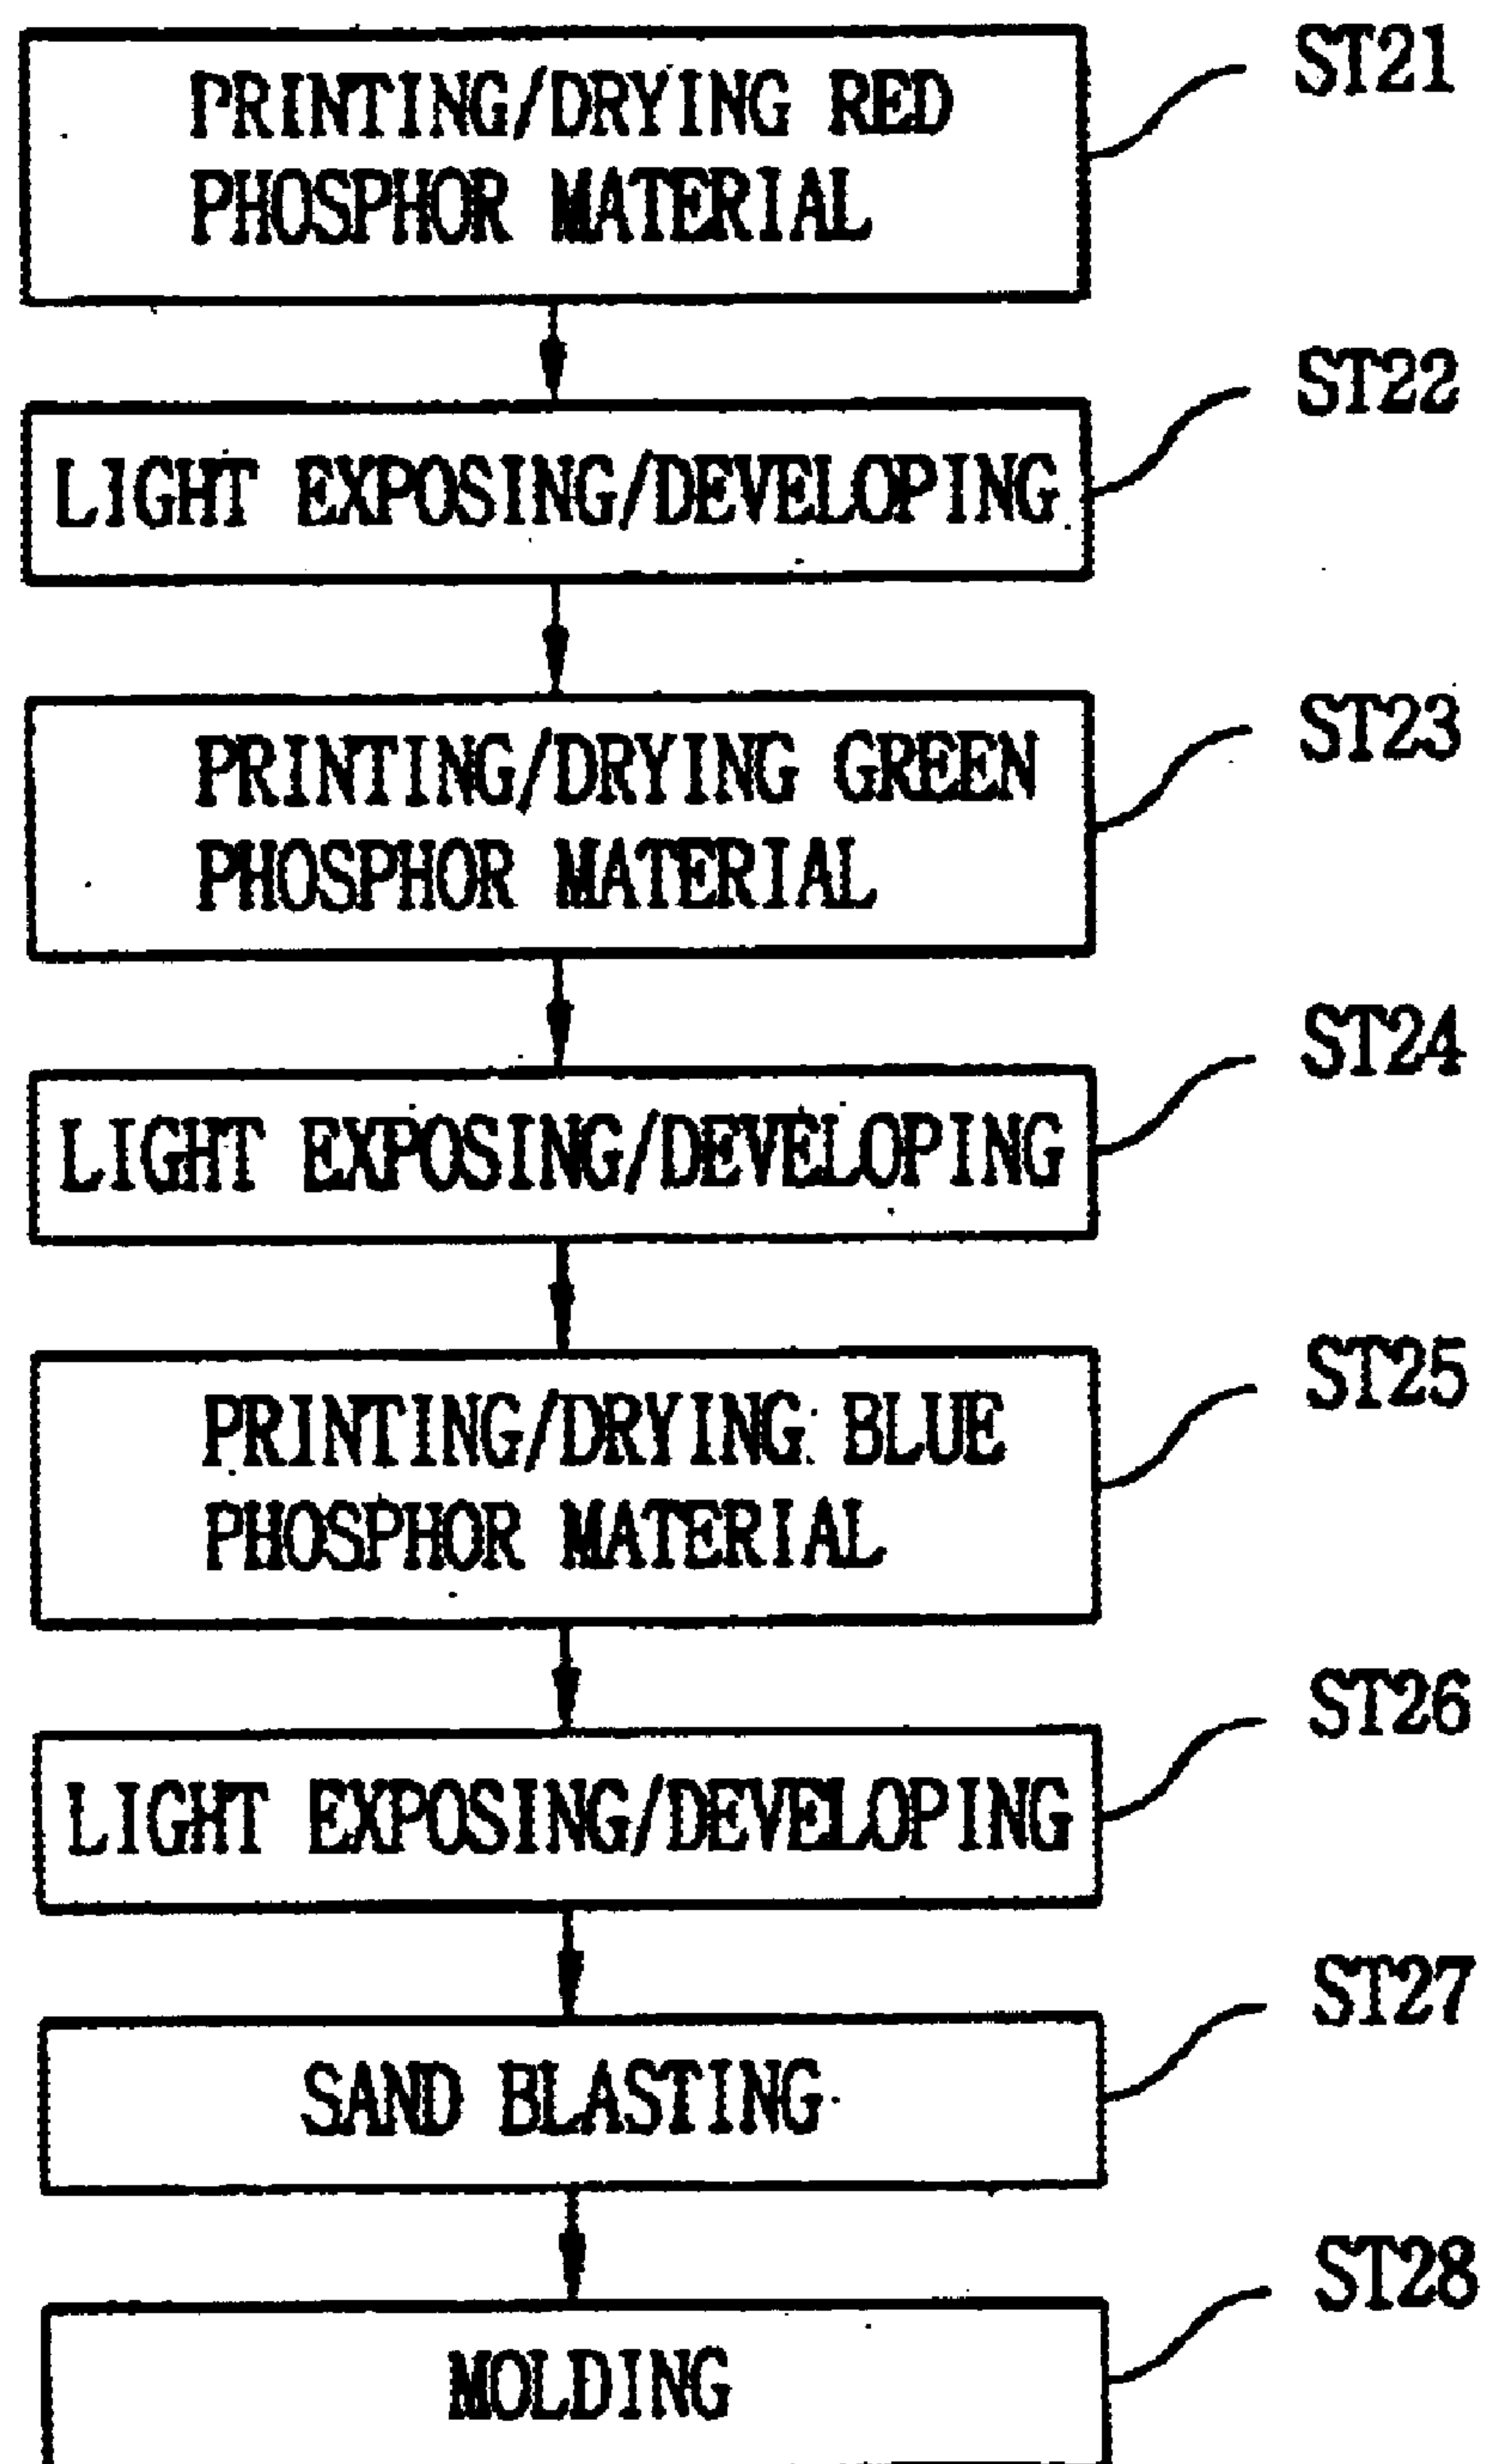 PRINTING/DRYING RED
PHOSPHOR MATERIAL
ST21
LIGHT EXPOSING/DEVELOPING
ST22
PRINTING/DRYING GREEN
PHOSPHOR MATERIAL
ST23
LIGHT EXPOSING/DEVELOPING
ST24
PRINTING/DRYING BLUE
PHOSPHOR MATERIAL
ST25
LIGHT EXPOSING/DEVELOPING
ST26
SAND BLASTING
ST27
MOLDING
ST28